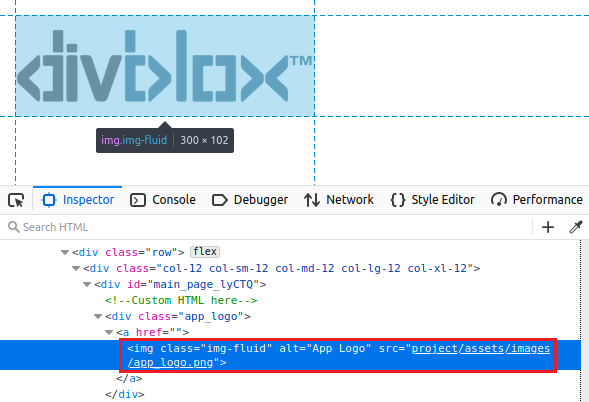 <divblox™
img.img-fluid 300 × 102
Inspector Console Debugger Network Style Editor Performance
Search HTML
<div class="row"> flex
<div class="col-12 col-sm-12 col-md-12 col-lg-12 col-xl-12">
<div id="main_page_lyCTQ">
<!--Custom HTML here-->
<div class="app_logo">
<a href="">
<img class="img-fluid" alt="App Logo" src="project/assets/images
/app_logo.png">
</a>
</div>